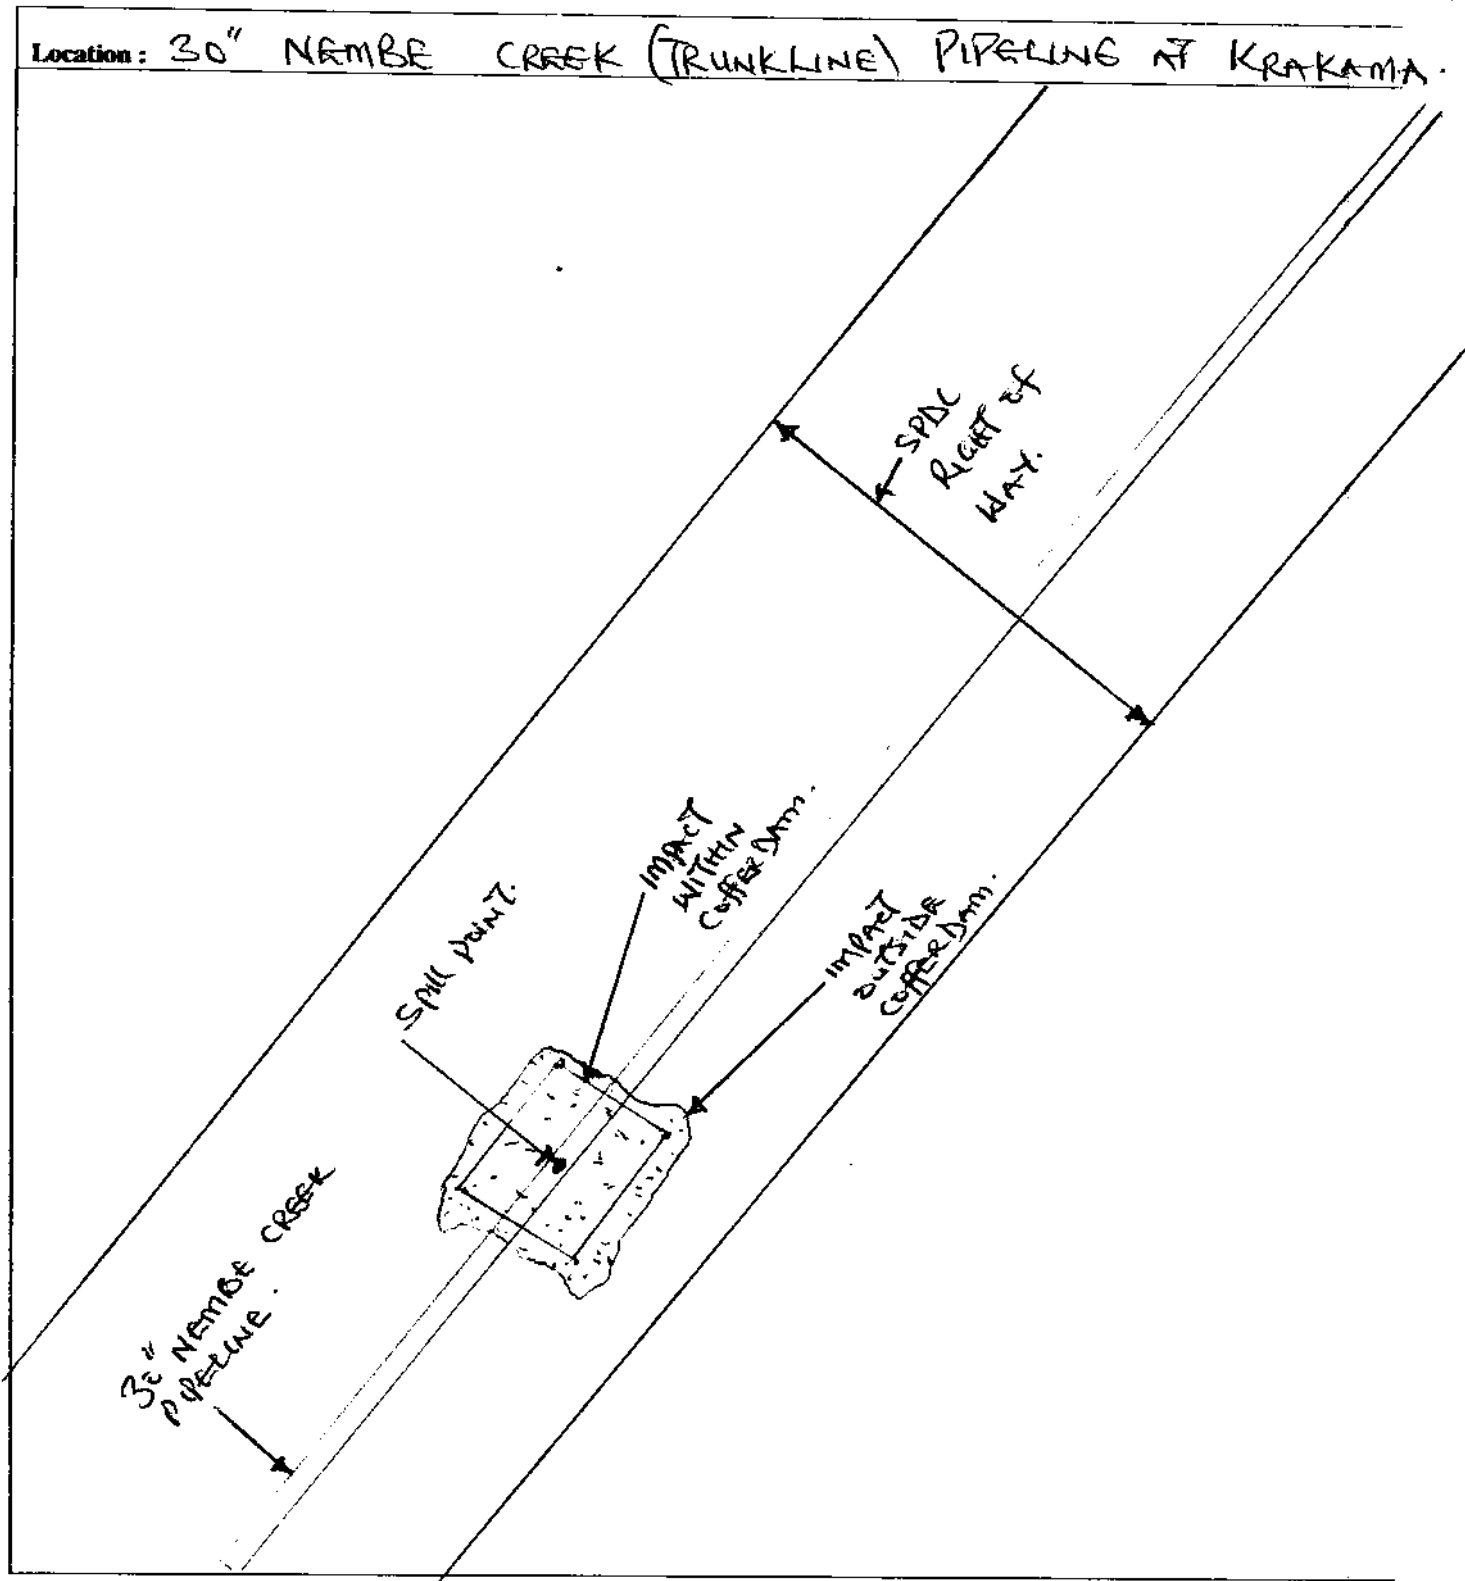 Location: 30" NEMBE CREEK (TRUNKLINE) PIPELINE AT KRAKAMA.
SPDC
RIGHT of
WAY.
IMPACT
WITHIN
COFFER DAM.
IMPACT
OUTSIDE
COFFER DAM.
Spill POINT.
30" NEMBE CREEK
PIPELINE.